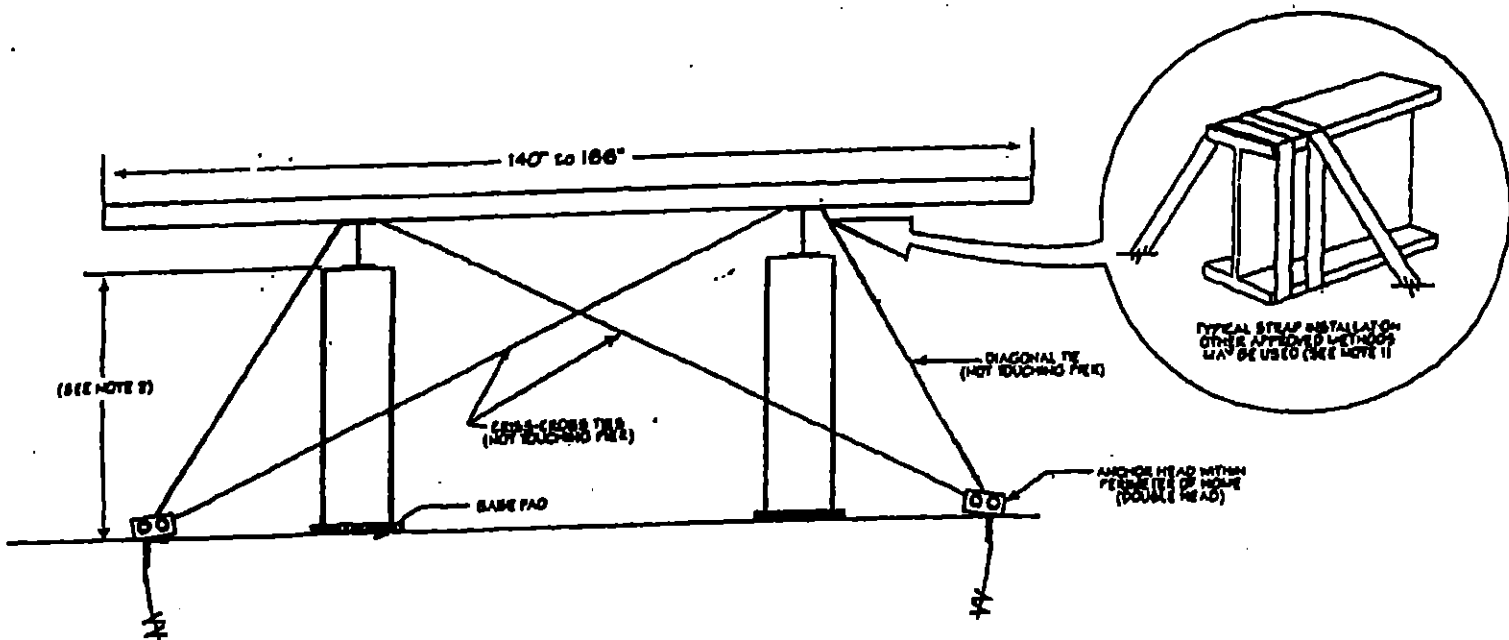 140" to 166"
TYPICAL STRAP INSTALLATION
OTHER APPROVED METHODS
MAY BE USED (SEE NOTE 1)
(SEE NOTE 2)
DIAGONAL TIE
(NOT TOUCHING PIER)
CRISS-CROSS TIES
(NOT TOUCHING PIER)
ANCHOR HEAD WITHIN
PERIMETER OF HOME
(DOUBLE HEAD)
BASE PAD